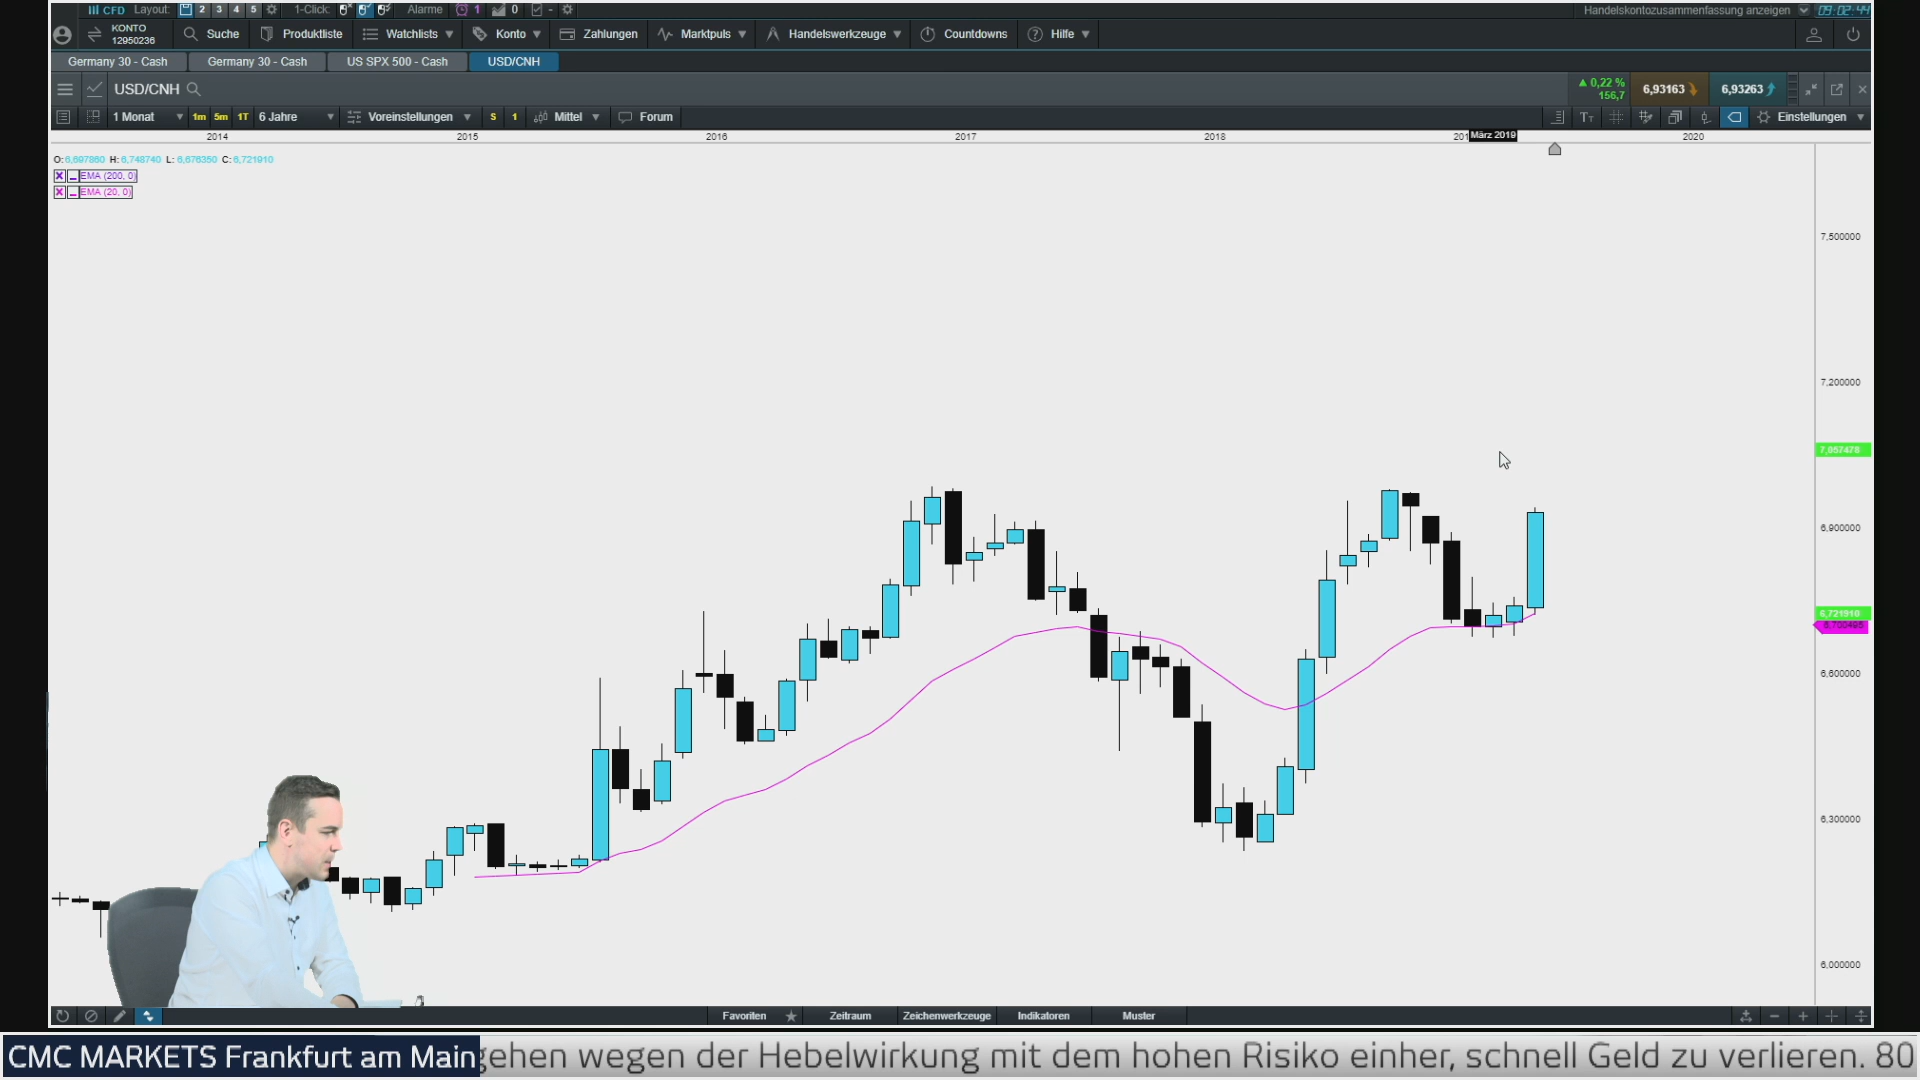 CFD Layout: 2 3 4 5 1-Click: Alarme 1 0 - Handelskontozusammenfassung anzeigen 09:02:44
KONTO
12950236
Suche Produktliste Watchlists Konto Zahlungen Marktpuls Handelswerkzeuge Countdowns Hilfe
Germany 30 - Cash Germany 30 - Cash US SPX 500 - Cash USD/CNH
USD/CNH 0,22 % 156,7 6,93163 6,93263
1 Monat 1m 5m 1T 6 Jahre Voreinstellungen S 1 Mittel Forum Einstellungen
2014 2015 2016 2017 2018 201 März 2019 2020
O:6,697860 H:6,748740 L:6,676350 C:6,721910
EMA (200, 0)
EMA (20, 0)
7,500000
7,200000
7,057478
6,900000
6,721910
6,700495
6,600000
6,300000
6,000000
Favoriten Zeitraum Zeichenwerkzeuge Indikatoren Muster
CMC MARKETS Frankfurt am Main gehen wegen der Hebelwirkung mit dem hohen Risiko einher, schnell Geld zu verlieren. 80